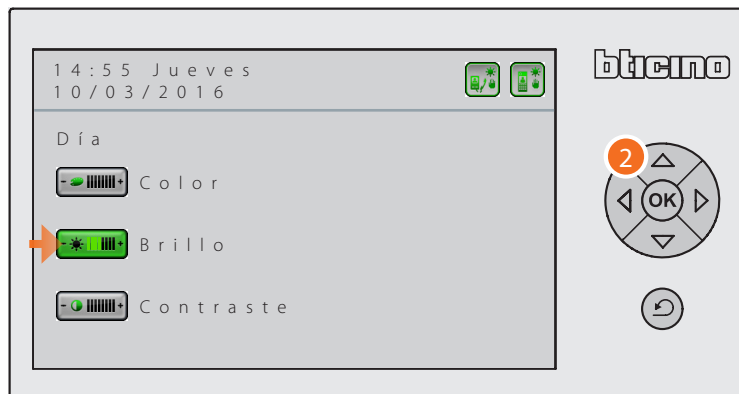 14:55 Jueves
10/03/2016
bticino
Día
Color
Brillo
Contraste
2
OK